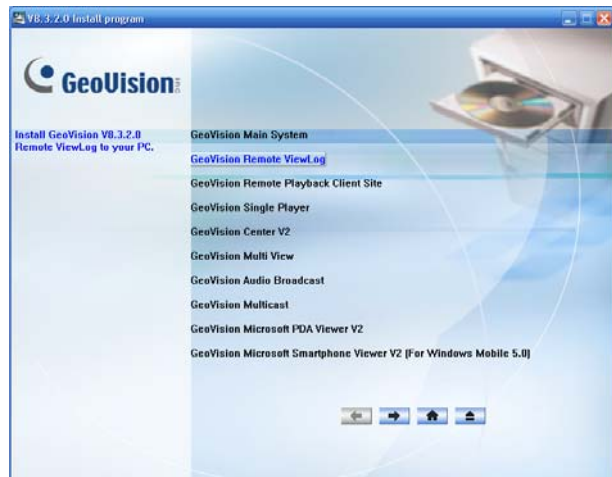 V8.3.2.0 Install program
GeoVision
Install GeoVision V8.3.2.0
Remote ViewLog to your PC.
GeoVision Main System
GeoVision Remote ViewLog
GeoVision Remote Playback Client Site
GeoVision Single Player
GeoVision Center V2
GeoVision Multi View
GeoVision Audio Broadcast
GeoVision Multicast
GeoVision Microsoft PDA Viewer V2
GeoVision Microsoft Smartphone Viewer V2 (For Windows Mobile 5.0)